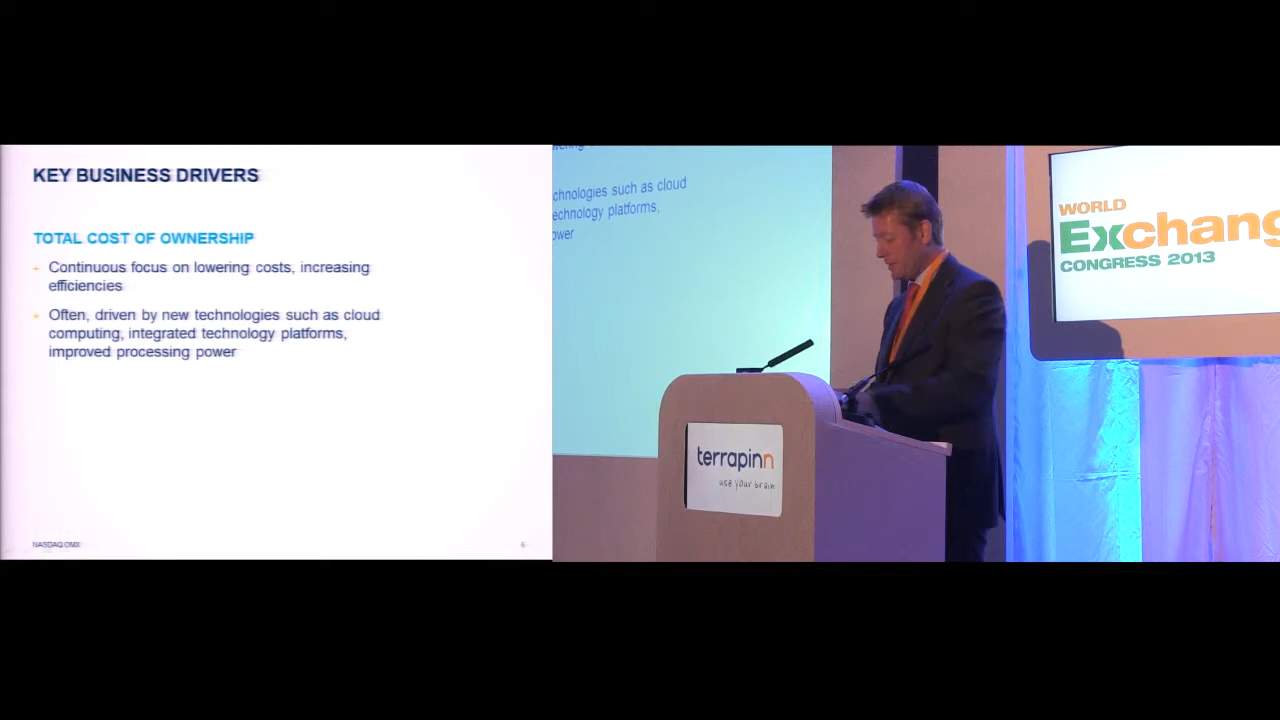 KEY BUSINESS DRIVERS
TOTAL COST OF OWNERSHIP
Continuous focus on lowering costs, increasing
efficiencies
Often, driven by new technologies such as cloud
computing, integrated technology platforms,
improved processing power
NASDAQ OMX
6
chnologies such as cloud
echnology platforms,
ower
terrapinn
use your brain
WORLD
Exchang
CONGRESS 2013